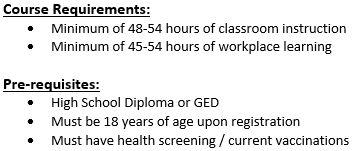 Course Requirements:
• Minimum of 48-54 hours of classroom instruction
• Minimum of 45-54 hours of workplace learning
Pre-requisites:
• High School Diploma or GED
• Must be 18 years of age upon registration
• Must have health screening / current vaccinations